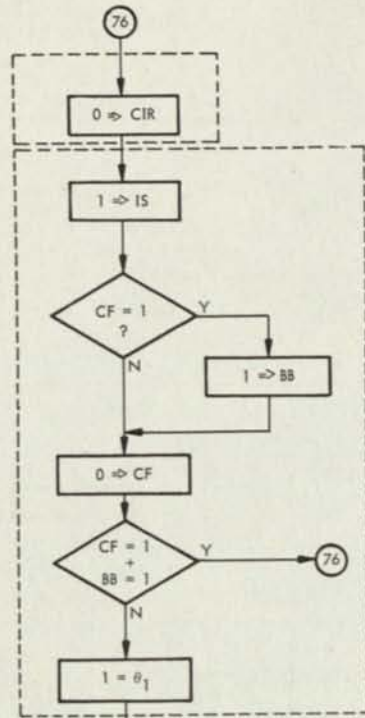 76
0 => CIR
1 => IS
CF = 1
?
Y
N
1 => BB
0 => CF
CF = 1
+
BB = 1
Y
76
N
1 = θ₁